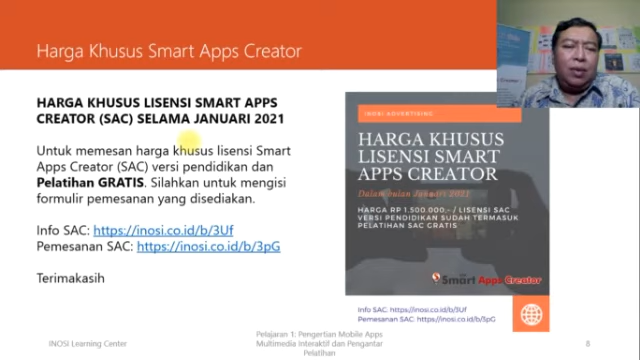 Harga Khusus Smart Apps Creator
HARGA KHUSUS LISENSI SMART APPS
CREATOR (SAC) SELAMA JANUARI 2021
Untuk memesan harga khusus lisensi Smart
Apps Creator (SAC) versi pendidikan dan
Pelatihan GRATIS. Silahkan untuk mengisi
formulir pemesanan yang disediakan.
Info SAC: https://inosi.co.id/b/3Uf
Pemesanan SAC: https://inosi.co.id/b/3pG
Terimakasih
INOSI ADVERTISING
HARGA KHUSUS
LISENSI SMART
APPS CREATOR
Dalam bulan Januari 2021
HARGA RP 1.500.000.- / LISENSI SAC
VERSI PENDIDIKAN SUDAH TERMASUK
PELATIHAN SAC GRATIS
Smart Apps Creator
Info SAC: https://inosi.co.id/b/3Uf
Pemesanan SAC: https://inosi.co.id/b/3pG
INOSI Learning Center
Pelajaran 1: Pengertian Mobile Apps
Multimedia Interaktif dan Pengantar
Pelatihan
8